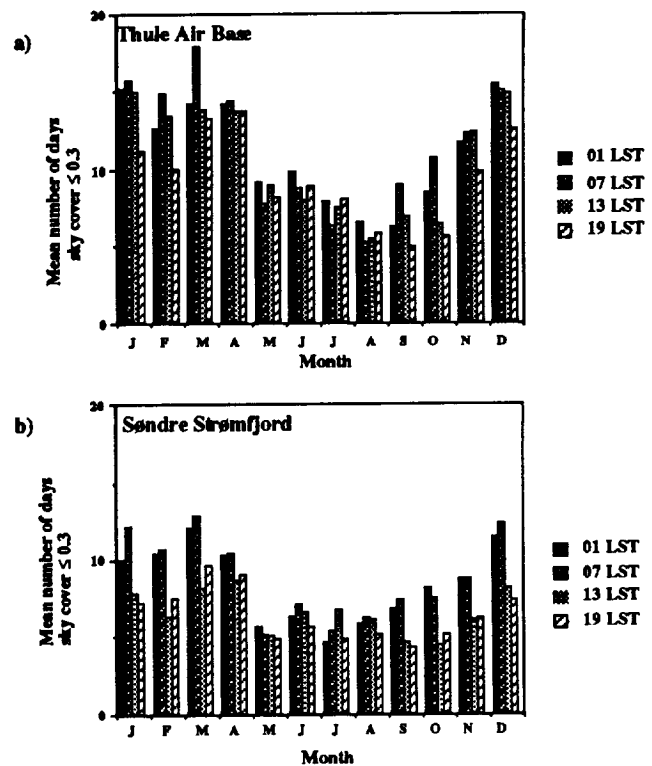 a)
Thule Air Base
Mean number of days
sky cover ≤ 0.3
20
10
0
J F M A M J J A S O N D
Month
01 LST
07 LST
13 LST
19 LST
b)
Søndre Strømfjord
Mean number of days
sky cover ≤ 0.3
20
10
0
J F M A M J J A S O N D
Month
01 LST
07 LST
13 LST
19 LST